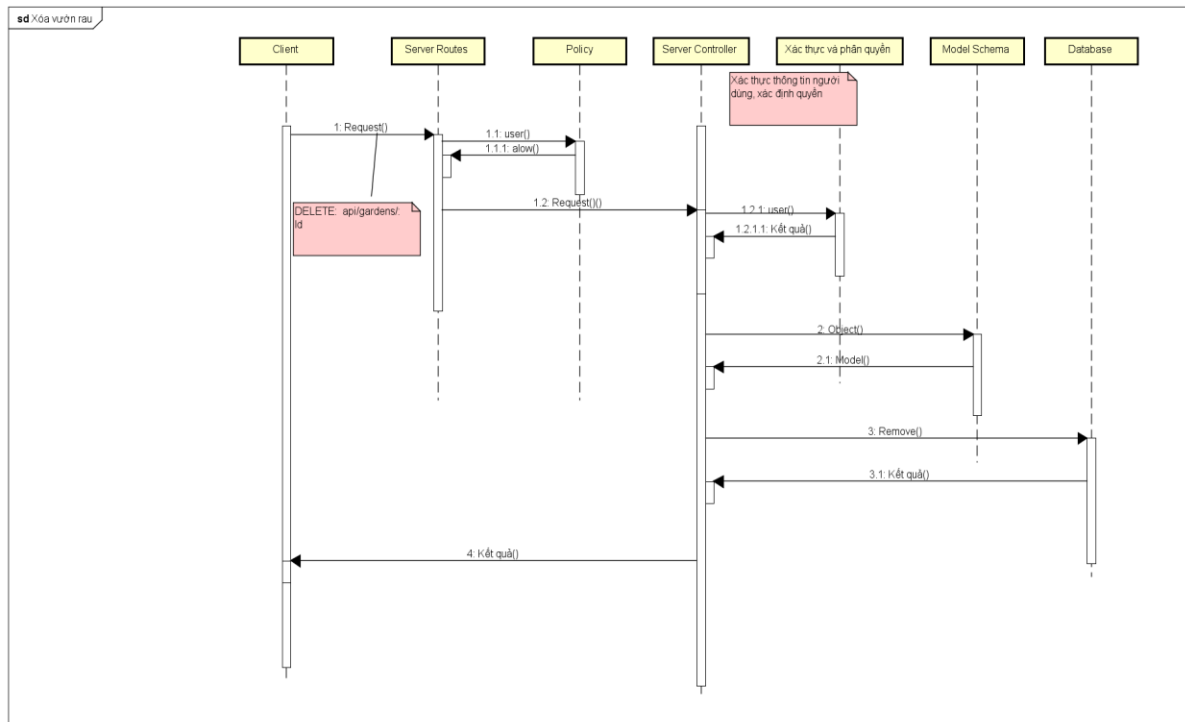 sd Xóa vườn rau
Client
Server Routes
Policy
Server Controller
Xác thực và phân quyền
Model Schema
Database
Xác thực thông tin người
dùng, xác định quyền
1: Request()
1.1: user()
1.1.1: alow()
DELETE: api/gardens/:
Id
1.2: Request()()
1.2.1: user()
1.2.1.1: Kết quả()
2: Object()
2.1: Model()
3: Remove()
3.1: Kết quả()
4: Kết quả()